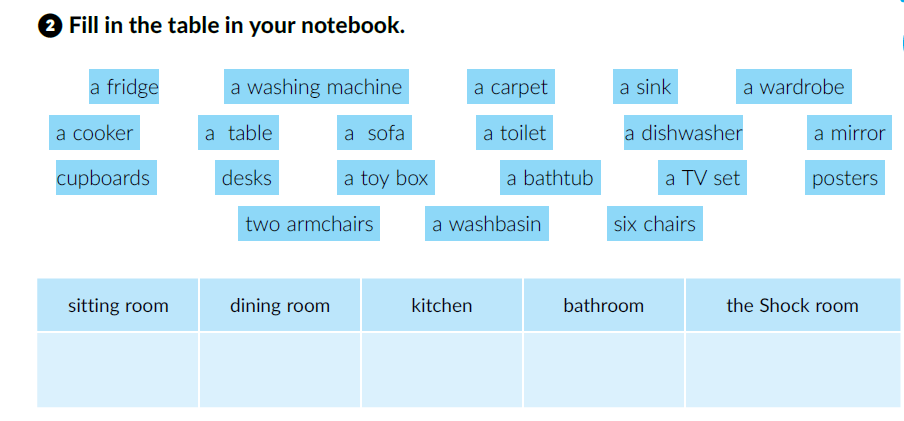 2 Fill in the table in your notebook.
a fridge a washing machine a carpet a sink a wardrobe
a cooker a table a sofa a toilet a dishwasher a mirror
cupboards desks a toy box a bathtub a TV set posters
two armchairs a washbasin six chairs
sitting room dining room kitchen bathroom the Shock room